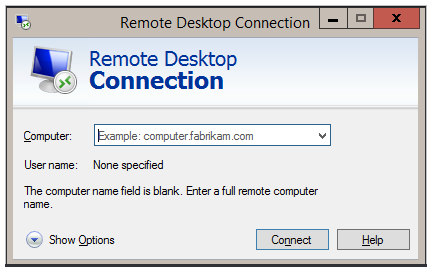 Remote Desktop Connection
Remote Desktop
Connection
Computer: Example: computer.fabrikam.com
User name: None specified
The computer name field is blank. Enter a full remote computer
name.
Show Options Connect Help